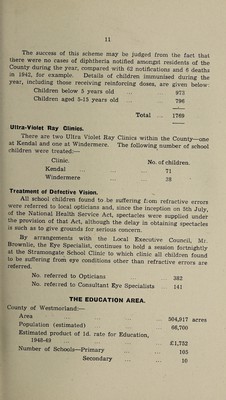 11
The success of this scheme may be judged from the fact that
there were no cases of diphtheria notified amongst residents of the
County during the year, compared with 62 notifications and 6 deaths
in 1942, for example. Details of children immunised during the
year, including those receiving reinforcing doses, are given below:
Children below 5 years old ... 973
Children aged 5-15 years old ... 796
Total ... 1769
Ultra-Violet Ray Clinics.
There are two Ultra Violet Ray Clinics within the County—one
at Kendal and one at Windermere. The following number of school
children were treated:—
Clinic. No. of children.
Kendal ... 71
Windermere ... 38
Treatment of Defective Vision.
All school children found to be suffering from refractive errors
were referred to local opticians and, since the inception on 5th July,
of the National Health Service Act, spectacles were supplied under
the provision of that Act, although the delay in obtaining spectacles
is such as to give grounds for serious concern.
By arrangements with the Local Executive Council, Mr.
Brownlie, the Eye Specialist, continues to hold a session fortnightly
at the Stramongate School Clinic to which clinic all children found
to be suffering from eye conditions other than refractive errors are
referred.
No. referred to Opticians 382
No. referred to Consultant Eye Specialists ... 141
THE EDUCATION AREA.
County of Westmorland:—
Area ... 504,917 acres
Population (estimated) ... 66,700
Estimated product of 1d. rate for Education,
1948-49 ... £1,752
Number of Schools—Primary ... 105
Secondary ... 10